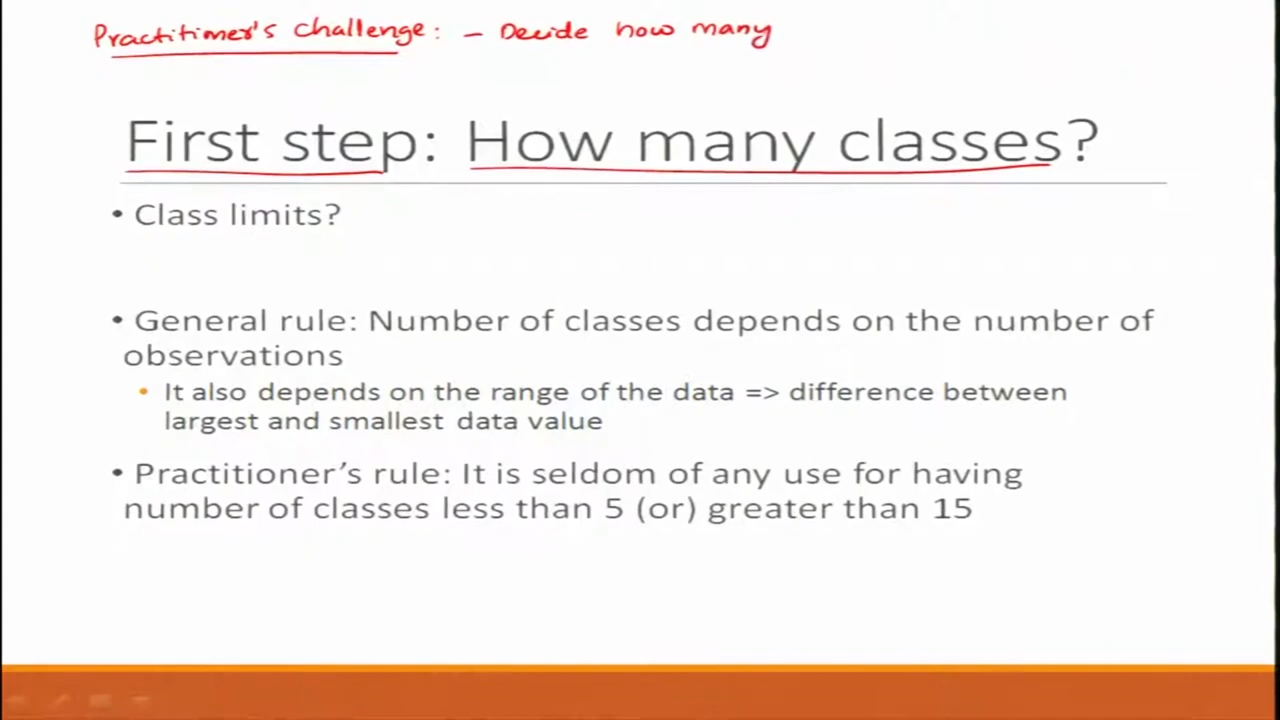 Practitimer's challenge: - Decide how many
First step: How many classes?
• Class limits?
• General rule: Number of classes depends on the number of
observations
• It also depends on the range of the data => difference between
largest and smallest data value
• Practitioner's rule: It is seldom of any use for having
number of classes less than 5 (or) greater than 15